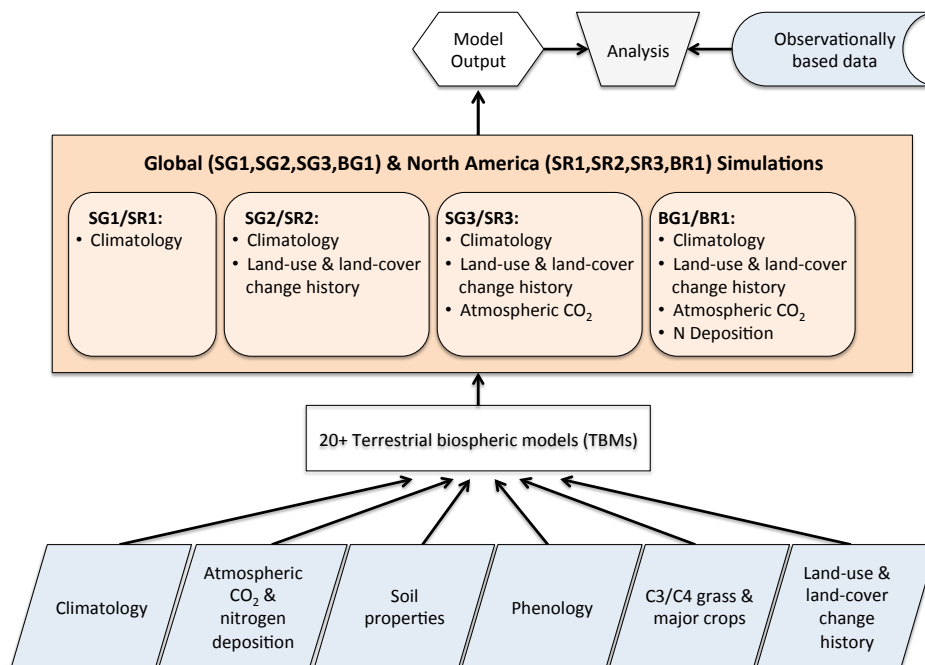 Model
Output
Analysis
Observationally
based data
Global (SG1,SG2,SG3,BG1) & North America (SR1,SR2,SR3,BR1) Simulations
SG1/SR1:
• Climatology
SG2/SR2:
• Climatology
• Land-use & land-cover
change history
SG3/SR3:
• Climatology
• Land-use & land-cover
change history
• Atmospheric CO₂
BG1/BR1:
• Climatology
• Land-use & land-cover
change history
• Atmospheric CO₂
• N Deposition
20+ Terrestrial biospheric models (TBMs)
Climatology
Atmospheric
CO₂ &
nitrogen
deposition
Soil
properties
Phenology
C3/C4 grass &
major crops
Land-use &
land-cover
change
history